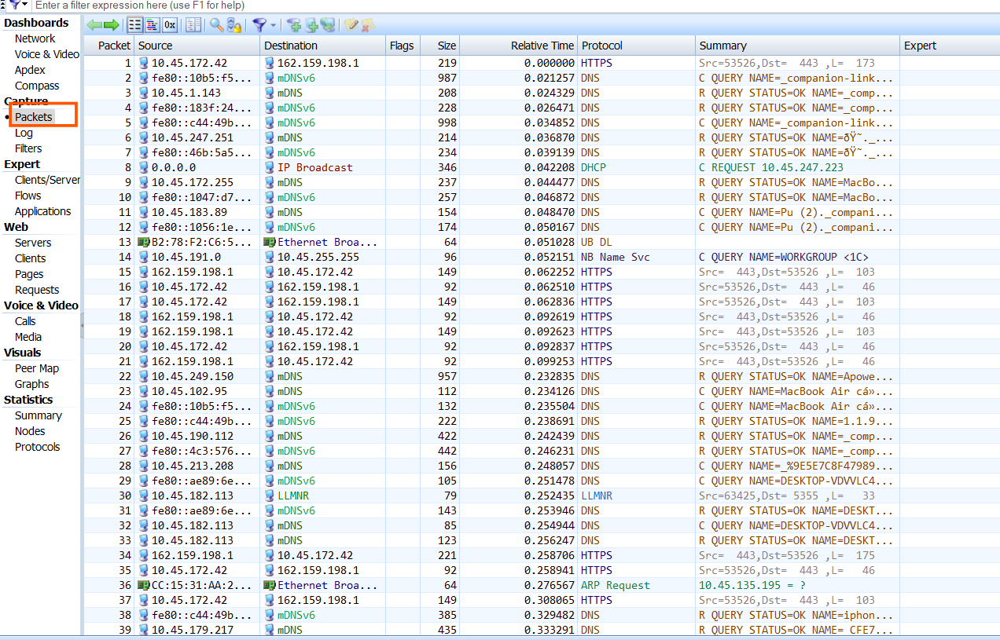 Enter a filter expression here (use F1 for help)
Dashboards
Network
Voice & Video
Apdex
Compass
Capture
Packets
Log
Filters
Expert
Clients/Server
Flows
Applications
Web
Servers
Clients
Pages
Requests
Voice & Video
Calls
Media
Visuals
Peer Map
Graphs
Statistics
Summary
Nodes
Protocols
0x
Packet Source Destination Flags Size Relative Time Protocol Summary Expert
1 10.45.172.42 162.159.198.1 219 0.000000 HTTPS Src=53526,Dst= 443 ,L= 173
2 fe80::10b5:f5... mDNSv6 987 0.021257 DNS C QUERY NAME=_companion-link...
3 10.45.1.143 mDNS 208 0.024329 DNS R QUERY STATUS=OK NAME=_comp...
4 fe80::183f:24... mDNSv6 228 0.026471 DNS R QUERY STATUS=OK NAME=_comp...
5 fe80::c44:49b... mDNSv6 998 0.034852 DNS C QUERY NAME=_companion-link...
6 10.45.247.251 mDNS 214 0.036870 DNS R QUERY STATUS=OK NAME=ðŸ˜._...
7 fe80::46b:5a5... mDNSv6 234 0.039139 DNS R QUERY STATUS=OK NAME=ðŸ˜._...
8 0.0.0.0 IP Broadcast 346 0.042208 DHCP C REQUEST 10.45.247.223
9 10.45.172.255 mDNS 237 0.044477 DNS R QUERY STATUS=OK NAME=MacBo...
10 fe80::1047:d7... mDNSv6 257 0.046872 DNS R QUERY STATUS=OK NAME=MacBo...
11 10.45.183.89 mDNS 154 0.048470 DNS C QUERY NAME=Pu (2)._compani...
12 fe80::1056:1e... mDNSv6 174 0.050167 DNS C QUERY NAME=Pu (2)._compani...
13 B2:78:F2:C6:5... Ethernet Broa... 64 0.051028 UB DL
14 10.45.191.0 10.45.255.255 96 0.052151 NB Name Svc C QUERY NAME=WORKGROUP <1C>
15 162.159.198.1 10.45.172.42 149 0.062252 HTTPS Src= 443,Dst=53526 ,L= 103
16 10.45.172.42 162.159.198.1 92 0.062510 HTTPS Src=53526,Dst= 443 ,L= 46
17 10.45.172.42 162.159.198.1 149 0.062836 HTTPS Src=53526,Dst= 443 ,L= 103
18 162.159.198.1 10.45.172.42 92 0.092619 HTTPS Src= 443,Dst=53526 ,L= 46
19 162.159.198.1 10.45.172.42 149 0.092623 HTTPS Src= 443,Dst=53526 ,L= 103
20 10.45.172.42 162.159.198.1 92 0.092837 HTTPS Src=53526,Dst= 443 ,L= 46
21 162.159.198.1 10.45.172.42 92 0.099253 HTTPS Src= 443,Dst=53526 ,L= 46
22 10.45.249.150 mDNS 957 0.232835 DNS R QUERY STATUS=OK NAME=Apowe...
23 10.45.102.95 mDNS 112 0.234126 DNS C QUERY NAME=MacBook Air cá»...
24 fe80::10b5:f5... mDNSv6 132 0.235504 DNS C QUERY NAME=MacBook Air cá»...
25 fe80::c44:49b... mDNSv6 222 0.238691 DNS R QUERY STATUS=OK NAME=1.1.9...
26 10.45.190.112 mDNS 422 0.242439 DNS R QUERY STATUS=OK NAME=_comp...
27 fe80::4c3:576... mDNSv6 442 0.246231 DNS R QUERY STATUS=OK NAME=_comp...
28 10.45.213.208 mDNS 156 0.248057 DNS C QUERY NAME=_%9E5E7C8F47989...
29 fe80::ae89:6e... mDNSv6 105 0.251478 DNS C QUERY NAME=DESKTOP-VDVVLC4...
30 10.45.182.113 LLMNR 79 0.252435 LLMNR Src=63425,Dst= 5355 ,L= 33
31 fe80::ae89:6e... mDNSv6 143 0.253946 DNS R QUERY STATUS=OK NAME=DESKT...
32 10.45.182.113 mDNS 85 0.254944 DNS C QUERY NAME=DESKTOP-VDVVLC4...
33 10.45.182.113 mDNS 123 0.256247 DNS R QUERY STATUS=OK NAME=DESKT...
34 162.159.198.1 10.45.172.42 221 0.258706 HTTPS Src= 443,Dst=53526 ,L= 175
35 10.45.172.42 162.159.198.1 92 0.258941 HTTPS Src=53526,Dst= 443 ,L= 46
36 CC:15:31:AA:2... Ethernet Broa... 64 0.276567 ARP Request 10.45.135.195 = ?
37 10.45.172.42 162.159.198.1 149 0.308065 HTTPS Src=53526,Dst= 443 ,L= 103
38 fe80::c44:49b... mDNSv6 385 0.329482 DNS R QUERY STATUS=OK NAME=iphon...
39 10.45.179.217 mDNS 435 0.333291 DNS R QUERY STATUS=OK NAME= CFE7...